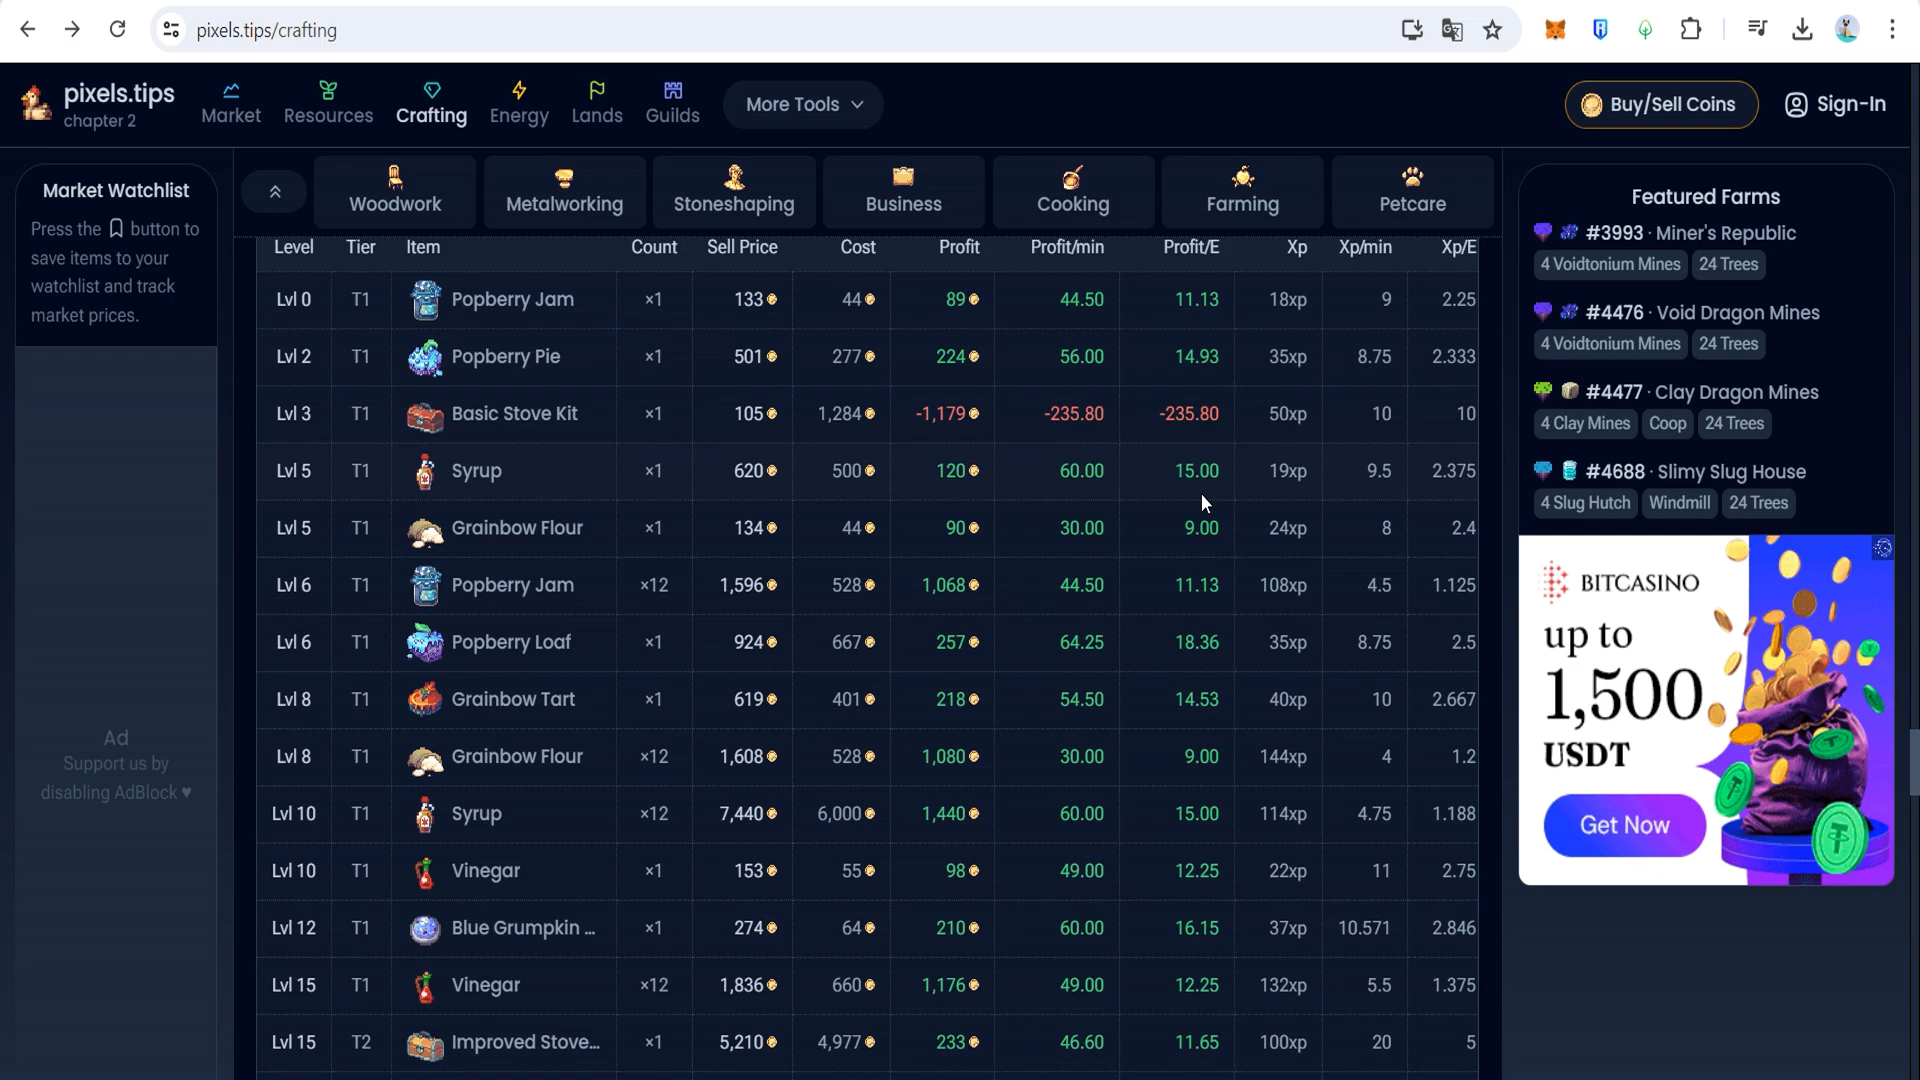 pixels.tips/crafting
pixels.tips
chapter 2
Market
Resources
Crafting
Energy
Lands
Guilds
More Tools
Buy/Sell Coins
Sign-In
Market Watchlist
Press the button to
save items to your
watchlist and track
market prices.
Ad
Support us by
disabling AdBlock ♥
Woodwork
Metalworking
Stoneshaping
Business
Cooking
Farming
Petcare
Level Tier Item Count Sell Price Cost Profit Profit/min Profit/E Xp Xp/min Xp/E
Lvl 0 T1 Popberry Jam ×1 133 44 89 44.50 11.13 18xp 9 2.25
Lvl 2 T1 Popberry Pie ×1 501 277 224 56.00 14.93 35xp 8.75 2.333
Lvl 3 T1 Basic Stove Kit ×1 105 1,284 -1,179 -235.80 -235.80 50xp 10 10
Lvl 5 T1 Syrup ×1 620 500 120 60.00 15.00 19xp 9.5 2.375
Lvl 5 T1 Grainbow Flour ×1 134 44 90 30.00 9.00 24xp 8 2.4
Lvl 6 T1 Popberry Jam ×12 1,596 528 1,068 44.50 11.13 108xp 4.5 1.125
Lvl 6 T1 Popberry Loaf ×1 924 667 257 64.25 18.36 35xp 8.75 2.5
Lvl 8 T1 Grainbow Tart ×1 619 401 218 54.50 14.53 40xp 10 2.667
Lvl 8 T1 Grainbow Flour ×12 1,608 528 1,080 30.00 9.00 144xp 4 1.2
Lvl 10 T1 Syrup ×12 7,440 6,000 1,440 60.00 15.00 114xp 4.75 1.188
Lvl 10 T1 Vinegar ×1 153 55 98 49.00 12.25 22xp 11 2.75
Lvl 12 T1 Blue Grumpkin ... ×1 274 64 210 60.00 16.15 37xp 10.571 2.846
Lvl 15 T1 Vinegar ×12 1,836 660 1,176 49.00 12.25 132xp 5.5 1.375
Lvl 15 T2 Improved Stove... ×1 5,210 4,977 233 46.60 11.65 100xp 20 5
Featured Farms
#3993 · Miner's Republic
4 Voidtonium Mines 24 Trees
#4476 · Void Dragon Mines
4 Voidtonium Mines 24 Trees
#4477 · Clay Dragon Mines
4 Clay Mines Coop 24 Trees
#4688 · Slimy Slug House
4 Slug Hutch Windmill 24 Trees
BITCASINO
up to
1,500
USDT
Get Now